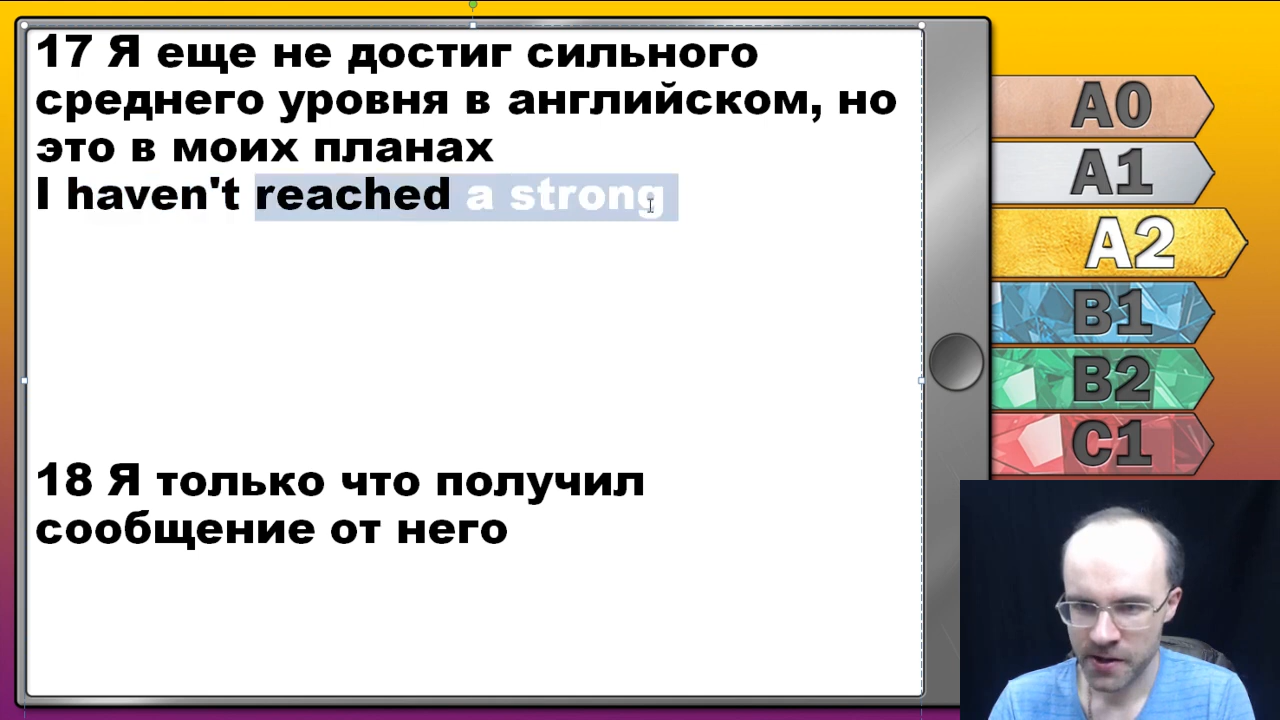 17 Я еще не достиг сильного
среднего уровня в английском, но
это в моих планах
I haven't reached a strong
18 Я только что получил
сообщение от него
A0
A1
A2
B1
B2
C1